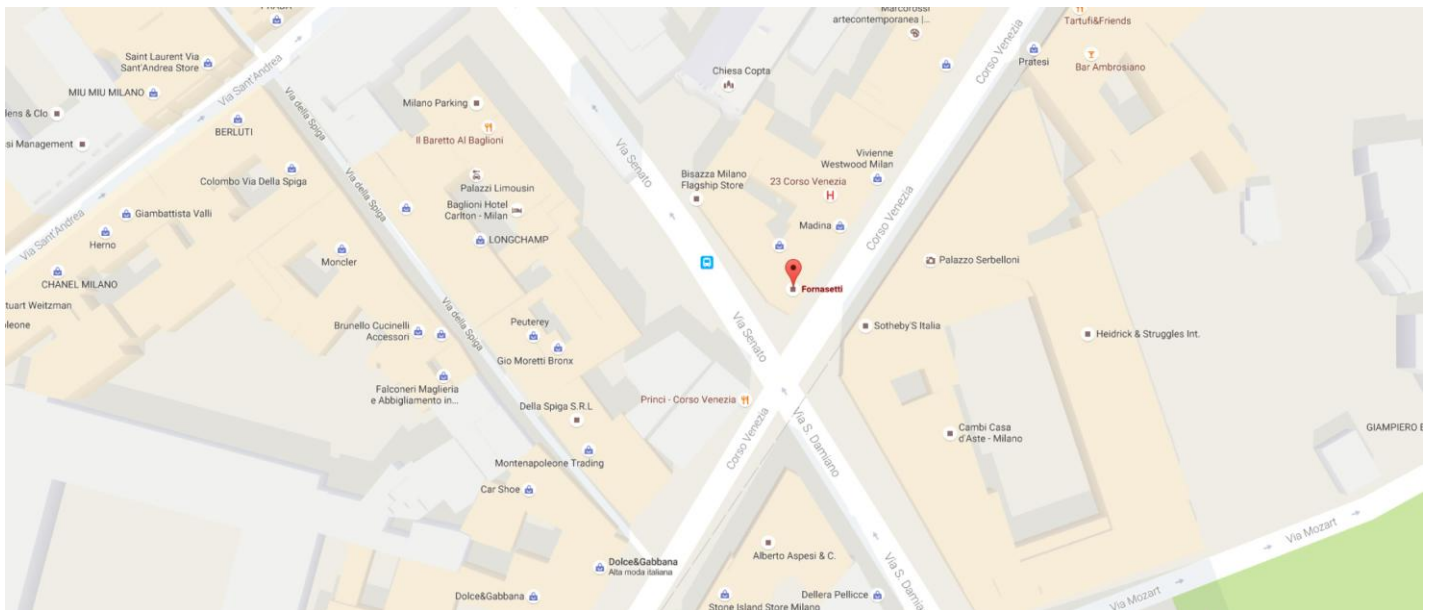 PRADA
Marcorossi
artecontemporanea |...
Tartufi&Friends
Saint Laurent Via
Sant'Andrea Store
Pratesi
Bar Ambrosiano
Corso Venezia
Via Sant'Andrea
Chiesa Copta
MIU MIU MILANO
Via della Spiga
Milano Parking
lens & Clo
BERLUTI
Il Baretto Al Baglioni
si Management
Via Senato
Vivienne
Westwood Milan
Colombo Via Della Spiga
Via della Spiga
Palazzi Limousin
Bisazza Milano
Flagship Store
23 Corso Venezia
Baglioni Hotel
Carlton - Milan
Giambattista Valli
Via Sant'Andrea
Herno
LONGCHAMP
Madina
Corso Venezia
Moncler
Palazzo Serbelloni
CHANEL MILANO
Fornasetti
tuart Weitzman
oleone
Via della Spiga
Brunello Cucinelli
Accessori
Peuterey
Via Senato
Sotheby'S Italia
Heidrick & Struggles Int.
Gio Moretti Bronx
Falconeri Maglieria
e Abbigliamento in...
Princi - Corso Venezia
Della Spiga S.R.L
Corso Venezia
Via S. Damiano
Cambi Casa
d'Aste - Milano
GIAMPIERO B
Montenapoleone Trading
Car Shoe
Via Mozart
Alberto Aspesi & C.
Dolce&Gabbana
Alta moda italiana
Via S. Damia
Dolce&Gabbana
Dellera Pellicce
Via Mozart
Stone Island Store Milano